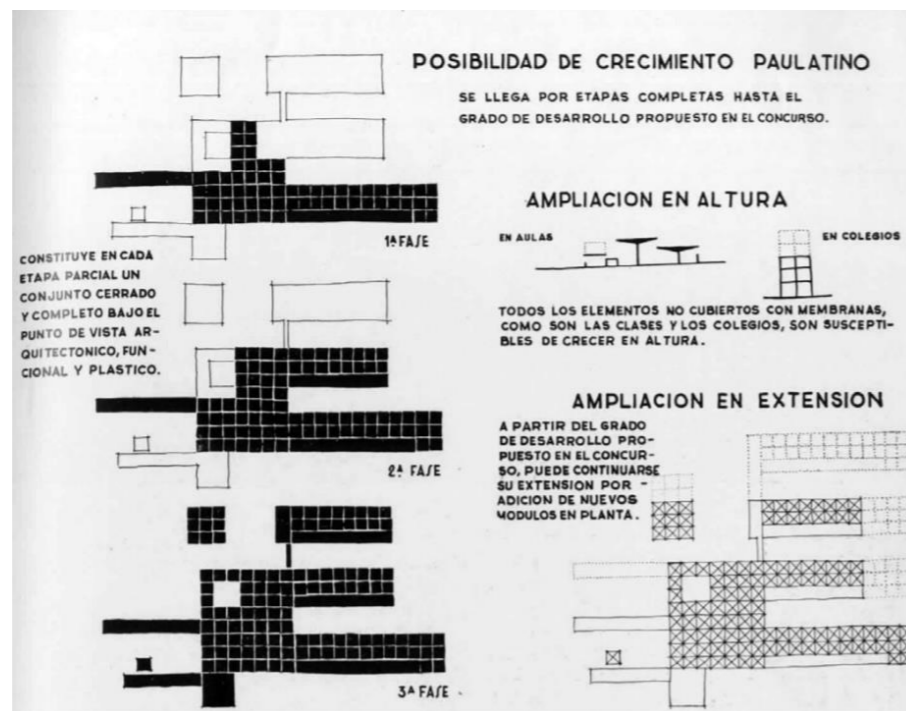 POSIBILIDAD DE CRECIMIENTO PAULATINO
SE LLEGA POR ETAPAS COMPLETAS HASTA EL
GRADO DE DESARROLLO PROPUESTO EN EL CONCURSO.
1ª FASE
CONSTITUYE EN CADA
ETAPA PARCIAL UN
CONJUNTO CERRADO
Y COMPLETO BAJO EL
PUNTO DE VISTA AR-
QUITECTONICO, FUN-
CIONAL Y PLASTICO.
2ª FASE
3ª FASE
AMPLIACION EN ALTURA
EN AULAS
EN COLEGIOS
TODOS LOS ELEMENTOS NO CUBIERTOS CON MEMBRANAS,
COMO SON LAS CLASES Y LOS COLEGIOS, SON SUSCEPTI-
BLES DE CRECER EN ALTURA.
AMPLIACION EN EXTENSION
A PARTIR DEL GRADO
DE DESARROLLO PRO-
PUESTO EN EL CONCUR-
SO, PUEDE CONTINUARSE
SU EXTENSION POR -
ADICION DE NUEVOS
MODULOS EN PLANTA.